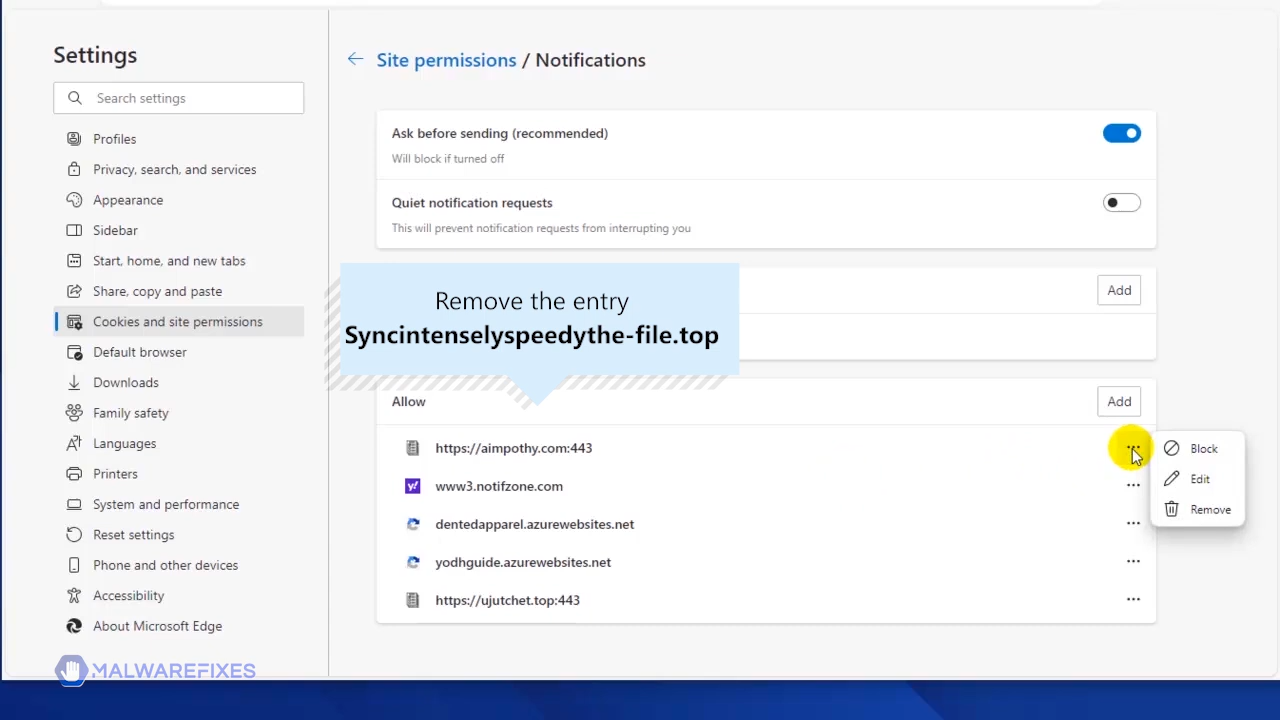 Settings
Search settings
Profiles
Privacy, search, and services
Appearance
Sidebar
Start, home, and new tabs
Share, copy and paste
Cookies and site permissions
Default browser
Downloads
Family safety
Languages
Printers
System and performance
Reset settings
Phone and other devices
Accessibility
About Microsoft Edge
MALWAREFIXES
Site permissions / Notifications
Ask before sending (recommended)
Will block if turned off
Quiet notification requests
This will prevent notification requests from interrupting you
Add
Remove the entry
Syncintenselyspeedythe-file.top
Allow
Add
https://aimpothy.com:443
www3.notifzone.com
dentedapparel.azurewebsites.net
yodhguide.azurewebsites.net
https://ujutchet.top:443
Block
Edit
Remove